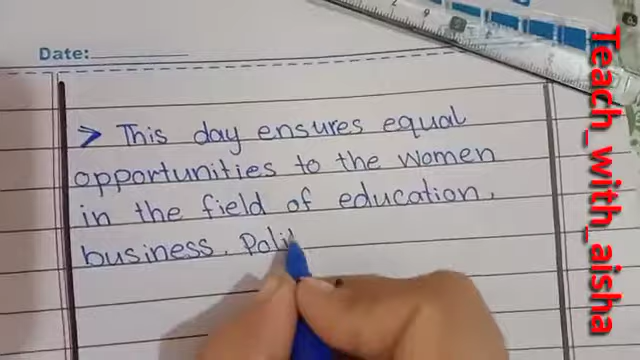 Date:
> This day ensures equal
opportunities to the women
in the field of education,
business, Poli
Teach_with_aisha